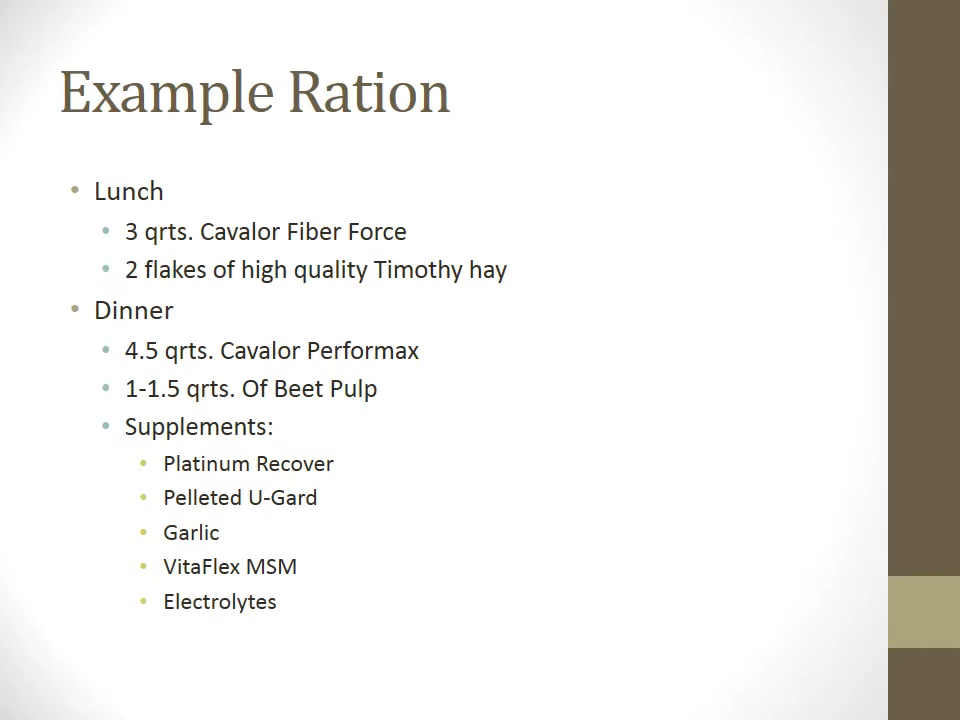 Example Ration
• Lunch
• 3 qrts. Cavalor Fiber Force
• 2 flakes of high quality Timothy hay
• Dinner
• 4.5 qrts. Cavalor Performax
• 1-1.5 qrts. Of Beet Pulp
• Supplements:
• Platinum Recover
• Pelleted U-Gard
• Garlic
• VitaFlex MSM
• Electrolytes